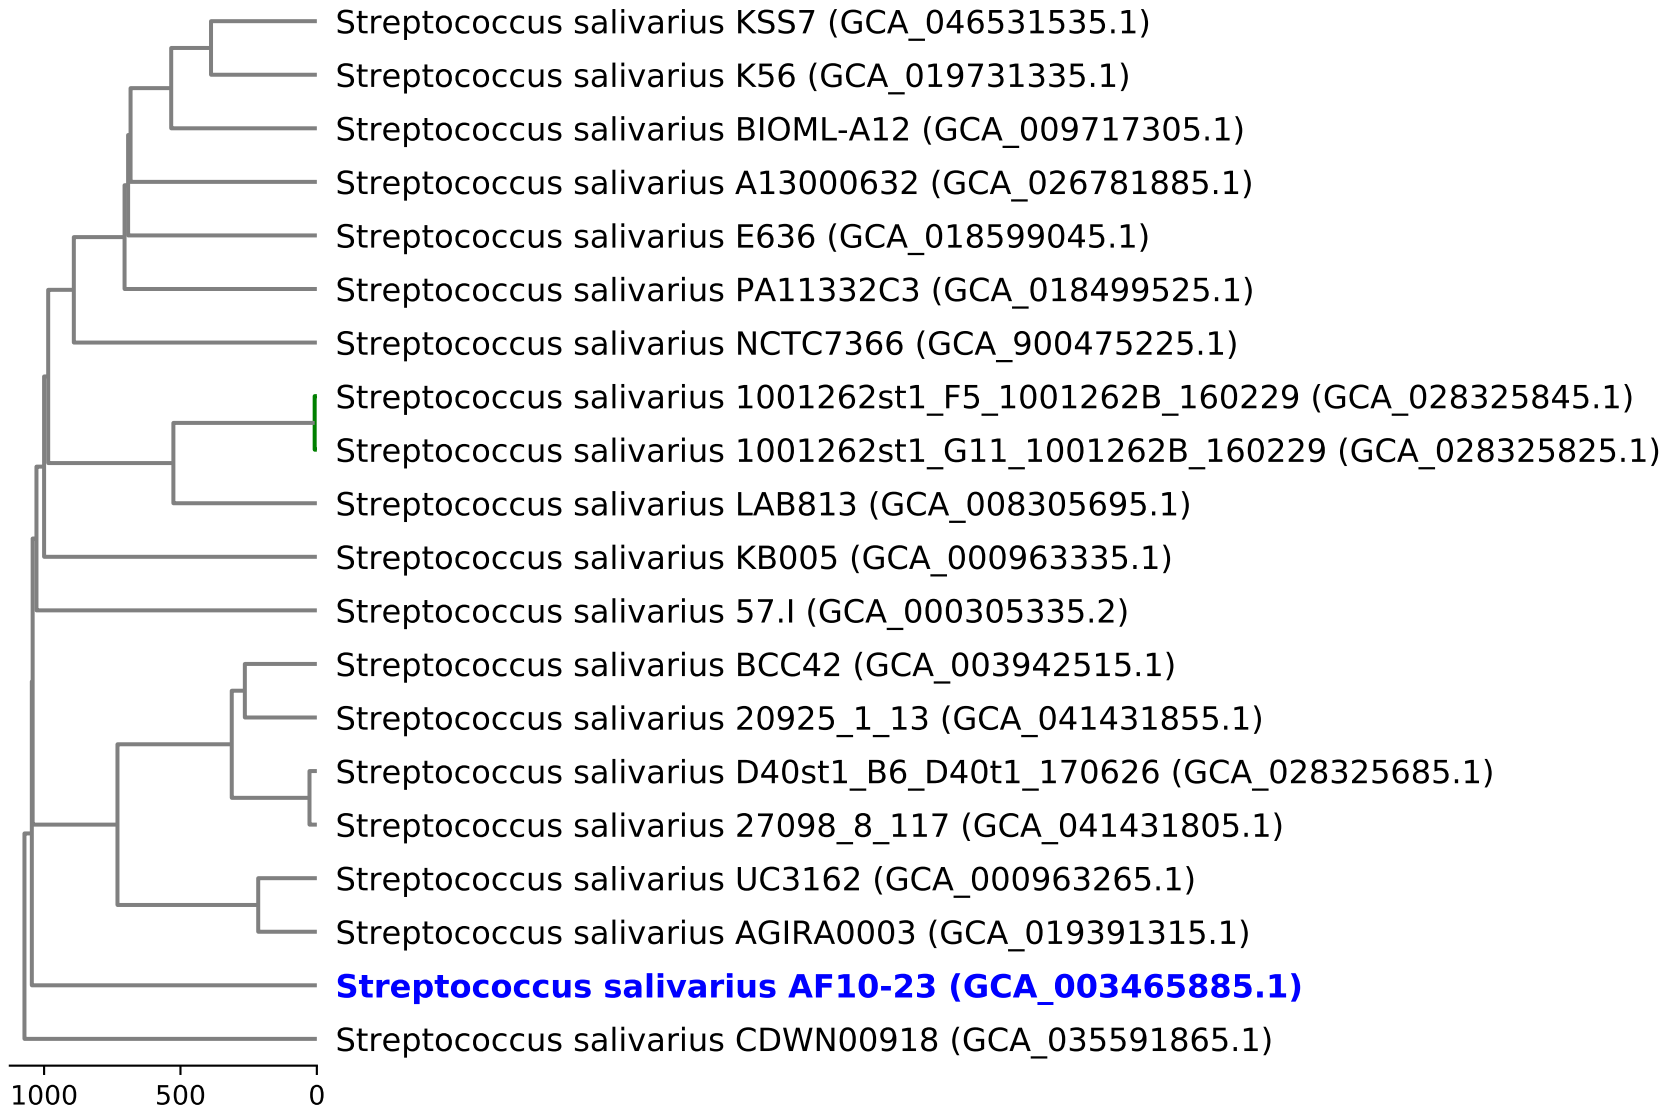 Streptococcus salivarius KSS7 (GCA_046531535.1)
Streptococcus salivarius K56 (GCA_019731335.1)
Streptococcus salivarius BIOML-A12 (GCA_009717305.1)
Streptococcus salivarius A13000632 (GCA_026781885.1)
Streptococcus salivarius E636 (GCA_018599045.1)
Streptococcus salivarius PA11332C3 (GCA_018499525.1)
Streptococcus salivarius NCTC7366 (GCA_900475225.1)
Streptococcus salivarius 1001262st1_F5_1001262B_160229 (GCA_028325845.1)
Streptococcus salivarius 1001262st1_G11_1001262B_160229 (GCA_028325825.1)
Streptococcus salivarius LAB813 (GCA_008305695.1)
Streptococcus salivarius KB005 (GCA_000963335.1)
Streptococcus salivarius 57.I (GCA_000305335.2)
Streptococcus salivarius BCC42 (GCA_003942515.1)
Streptococcus salivarius 20925_1_13 (GCA_041431855.1)
Streptococcus salivarius D40st1_B6_D40t1_170626 (GCA_028325685.1)
Streptococcus salivarius 27098_8_117 (GCA_041431805.1)
Streptococcus salivarius UC3162 (GCA_000963265.1)
Streptococcus salivarius AGIRA0003 (GCA_019391315.1)
Streptococcus salivarius AF10-23 (GCA_003465885.1)
Streptococcus salivarius CDWN00918 (GCA_035591865.1)
1000 500 0